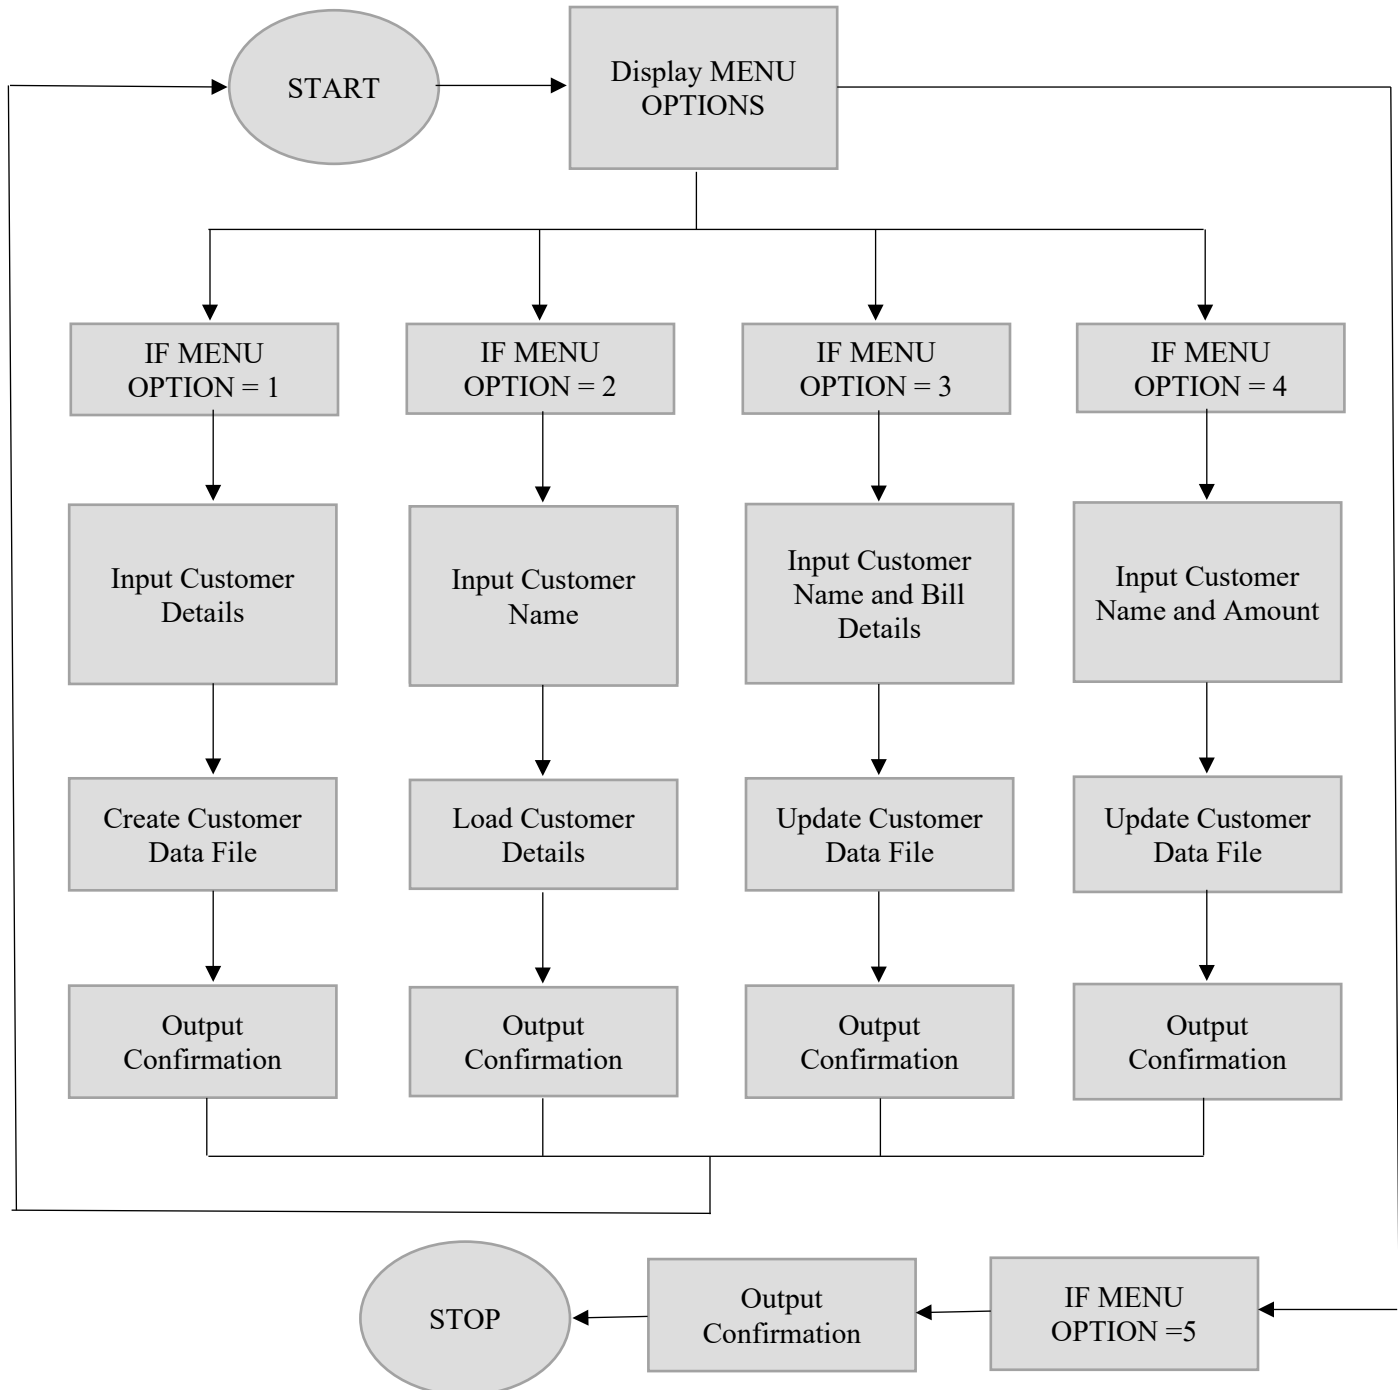 START
Display MENU
OPTIONS
IF MENU
OPTION = 1
IF MENU
OPTION = 2
IF MENU
OPTION = 3
IF MENU
OPTION = 4
Input Customer
Details
Input Customer
Name
Input Customer
Name and Bill
Details
Input Customer
Name and Amount
Create Customer
Data File
Load Customer
Details
Update Customer
Data File
Update Customer
Data File
Output
Confirmation
Output
Confirmation
Output
Confirmation
Output
Confirmation
STOP
Output
Confirmation
IF MENU
OPTION =5